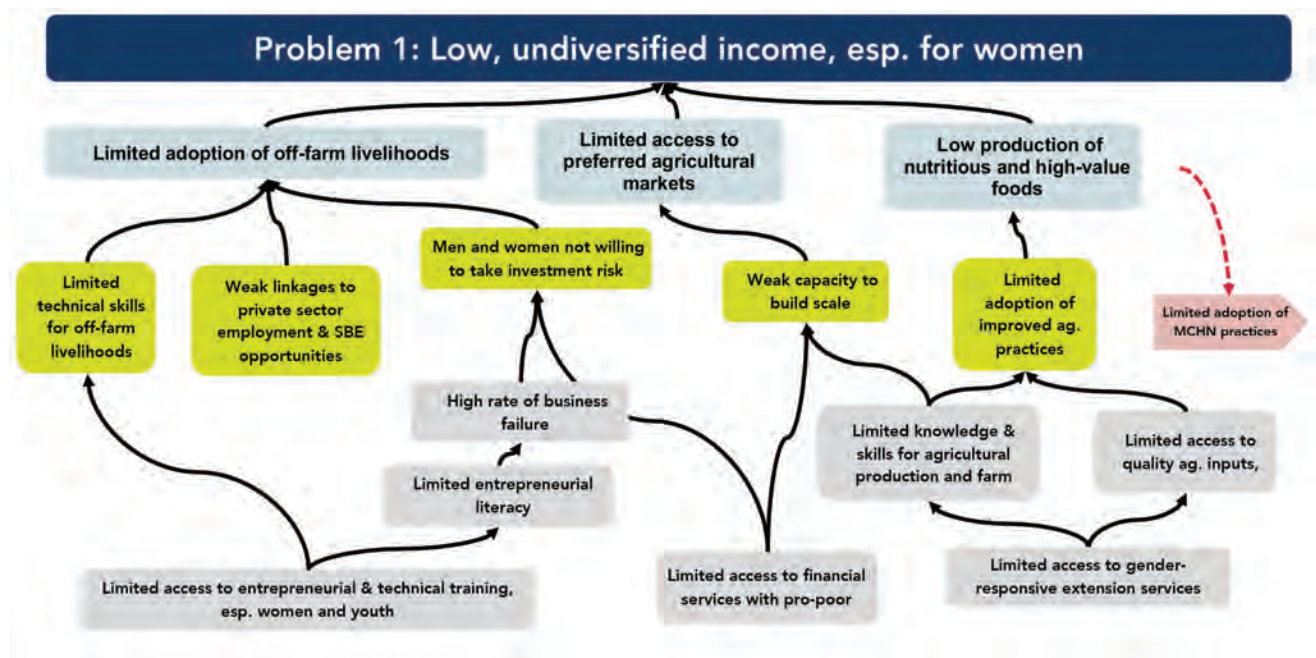 Problem 1: Low, undiversified income, esp. for women
Limited adoption of off-farm livelihoods
Limited access to
preferred agricultural
markets
Low production of
nutritious and high-value
foods
Limited
technical skills
for off-farm
livelihoods
Weak linkages to
private sector
employment & SBE
opportunities
Men and women not willing
to take investment risk
Weak capacity to
build scale
Limited
adoption of
improved ag.
practices
Limited adoption of
MCHN practices
High rate of business
failure
Limited entrepreneurial
literacy
Limited knowledge &
skills for agricultural
production and farm
Limited access to
quality ag. inputs,
Limited access to entrepreneurial & technical training,
esp. women and youth
Limited access to financial
services with pro-poor
Limited access to gender-
responsive extension services